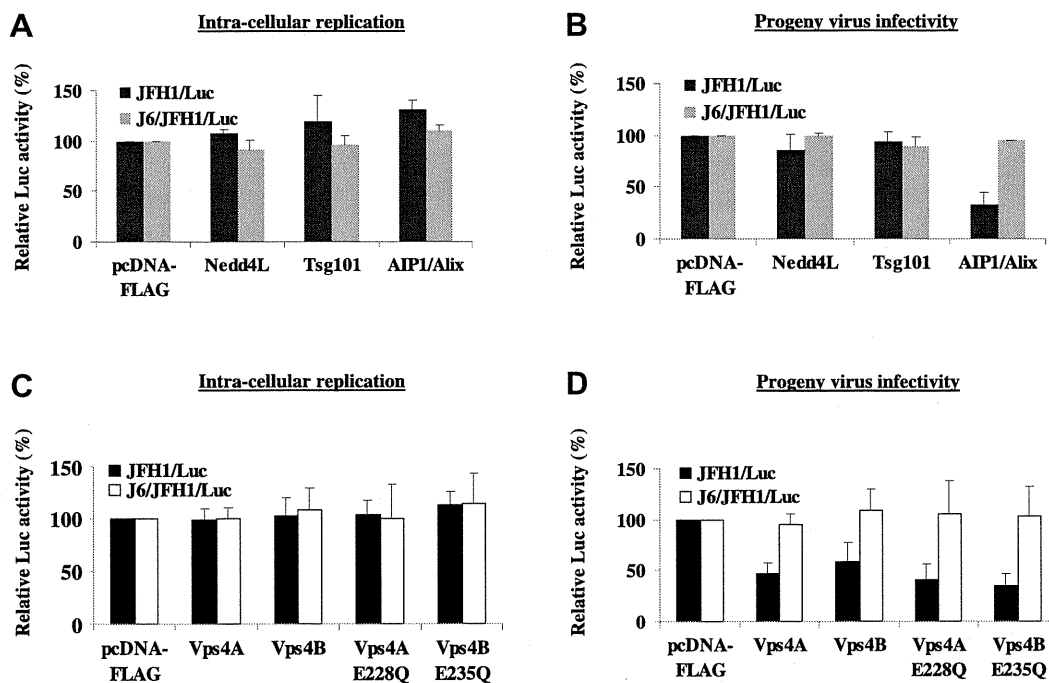 A
Intra-cellular replication
Relative Luc activity (%)
150
100
50
0
JFH1/Luc
J6/JFH1/Luc
pcDNA-
FLAG
Nedd4L
Tsg101
AIP1/Alix
B
Progeny virus infectivity
Relative Luc activity (%)
150
100
50
0
JFH1/Luc
J6/JFH1/Luc
pcDNA-
FLAG
Nedd4L
Tsg101
AIP1/Alix
C
Intra-cellular replication
Relative Luc activity (%)
150
100
50
0
JFH1/Luc
J6/JFH1/Luc
pcDNA-
FLAG
Vps4A
Vps4B
Vps4A
E228Q
Vps4B
E235Q
D
Progeny virus infectivity
Relative Luc activity (%)
150
100
50
0
JFH1/Luc
J6/JFH1/Luc
pcDNA-
FLAG
Vps4A
Vps4B
Vps4A
E228Q
Vps4B
E235Q